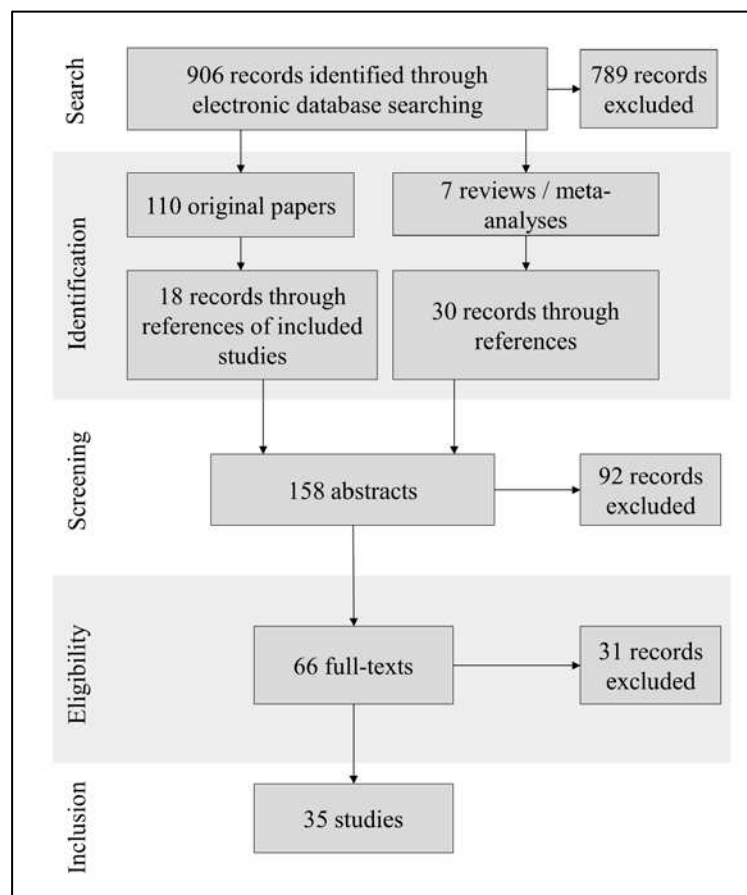 Search
906 records identified through
electronic database searching
789 records
excluded
Identification
110 original papers
7 reviews / meta-
analyses
18 records through
references of included
studies
30 records through
references
Screening
158 abstracts
92 records
excluded
Eligibility
66 full-texts
31 records
excluded
Inclusion
35 studies